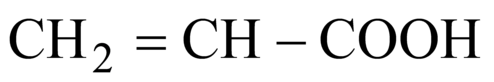 CH₂ = CH – COOH